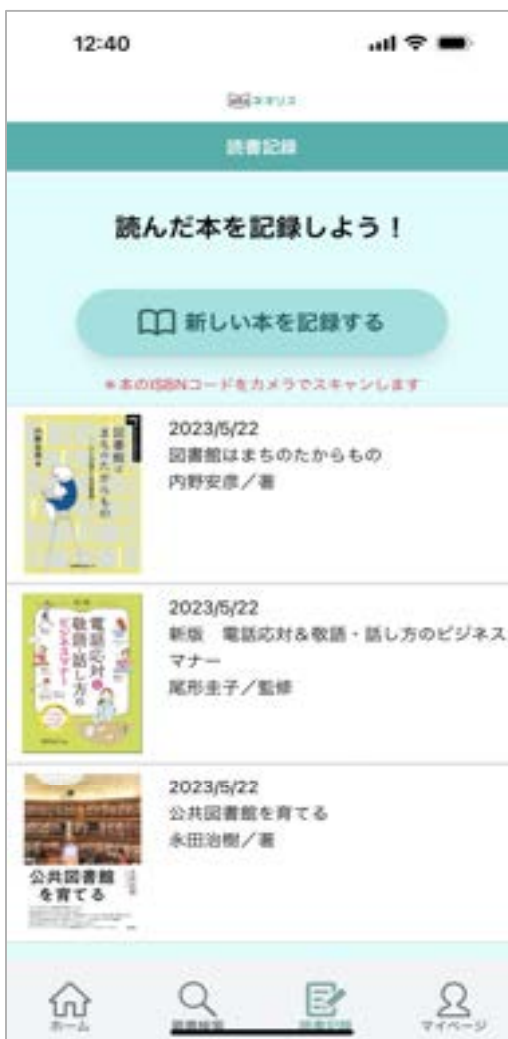 12:40
ネオリス
読書記録
読んだ本を記録しよう！
新しい本を記録する
＊本のISBNコードをカメラでスキャンします
図書館は
まちのたからもの
2023/5/22
図書館はまちのたからもの
内野安彦／著
電話応対&
敬語・話し方の
ビジネスマナー
2023/5/22
新版　電話応対&敬語・話し方のビジネス
マナー
尾形圭子／監修
公共図書館
を育てる
2023/5/22
公共図書館を育てる
永田治樹／著
ホーム
読書記録
マイページ